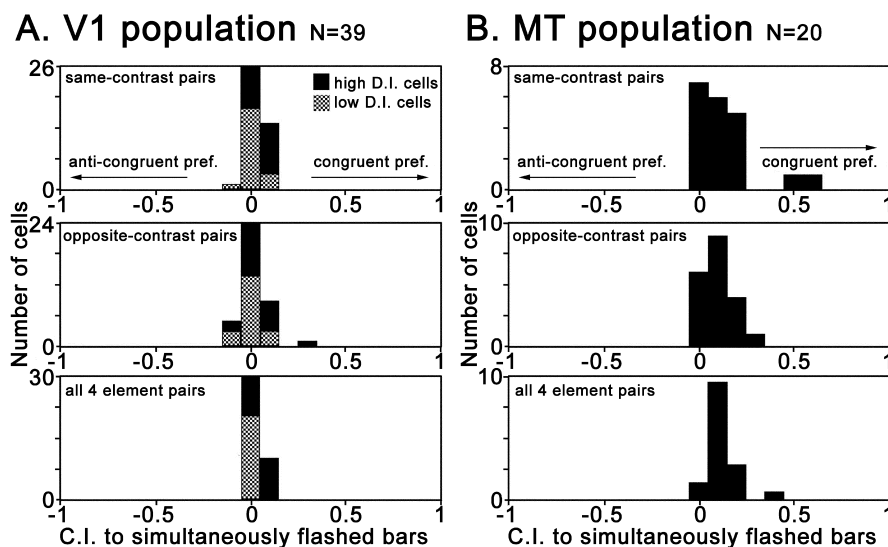 A. V1 population N=39
26
same-contrast pairs
high D.I. cells
low D.I. cells
anti-congruent pref.
congruent pref.
0
-1 -0.5 0 0.5 1
24
opposite-contrast pairs
Number of cells
0
-1 -0.5 0 0.5 1
30
all 4 element pairs
0
-1 -0.5 0 0.5 1
C.I. to simultaneously flashed bars
B. MT population N=20
8
same-contrast pairs
anti-congruent pref.
congruent pref.
0
-1 -0.5 0 0.5 1
10
opposite-contrast pairs
Number of cells
0
-1 -0.5 0 0.5 1
10
all 4 element pairs
0
-1 -0.5 0 0.5 1
C.I. to simultaneously flashed bars